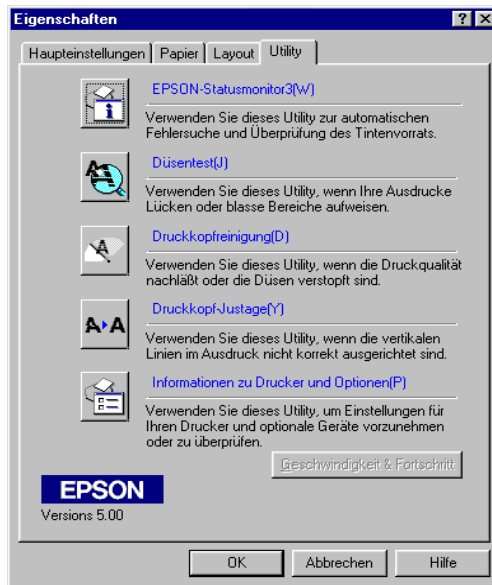 Eigenschaften
Haupteinstellungen Papier Layout Utility
EPSON-Statusmonitor3(W)
Verwenden Sie dieses Utility zur automatischen
Fehlersuche und Überprüfung des Tintenvorrats.
Düsentest(J)
Verwenden Sie dieses Utility, wenn Ihre Ausdrucke
Lücken oder blasse Bereiche aufweisen.
Druckkopfreinigung(D)
Verwenden Sie dieses Utility, wenn die Druckqualität
nachläßt oder die Düsen verstopft sind.
Druckkopf-Justage(Y)
Verwenden Sie dieses Utility, wenn die vertikalen
Linien im Ausdruck nicht korrekt ausgerichtet sind.
Informationen zu Drucker und Optionen(P)
Verwenden Sie dieses Utility, um Einstellungen für
Ihren Drucker und optionale Geräte vorzunehmen
oder zu überprüfen.
Geschwindigkeit & Fortschritt
EPSON
Versions 5.00
OK Abbrechen Hilfe